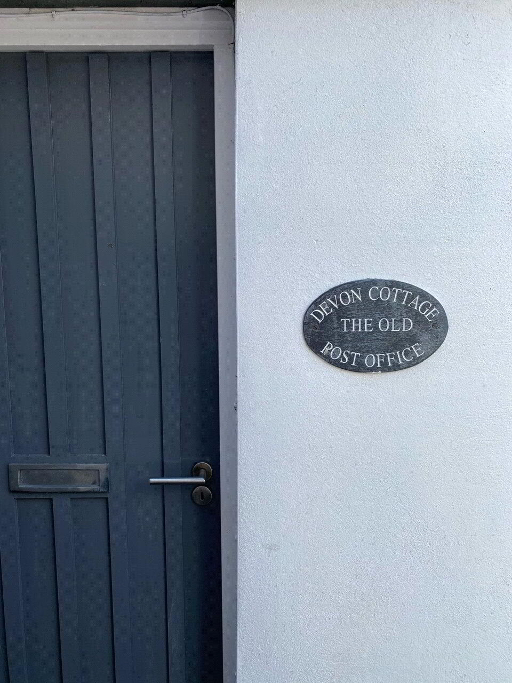 DEVON COTTAGE
THE OLD
POST OFFICE